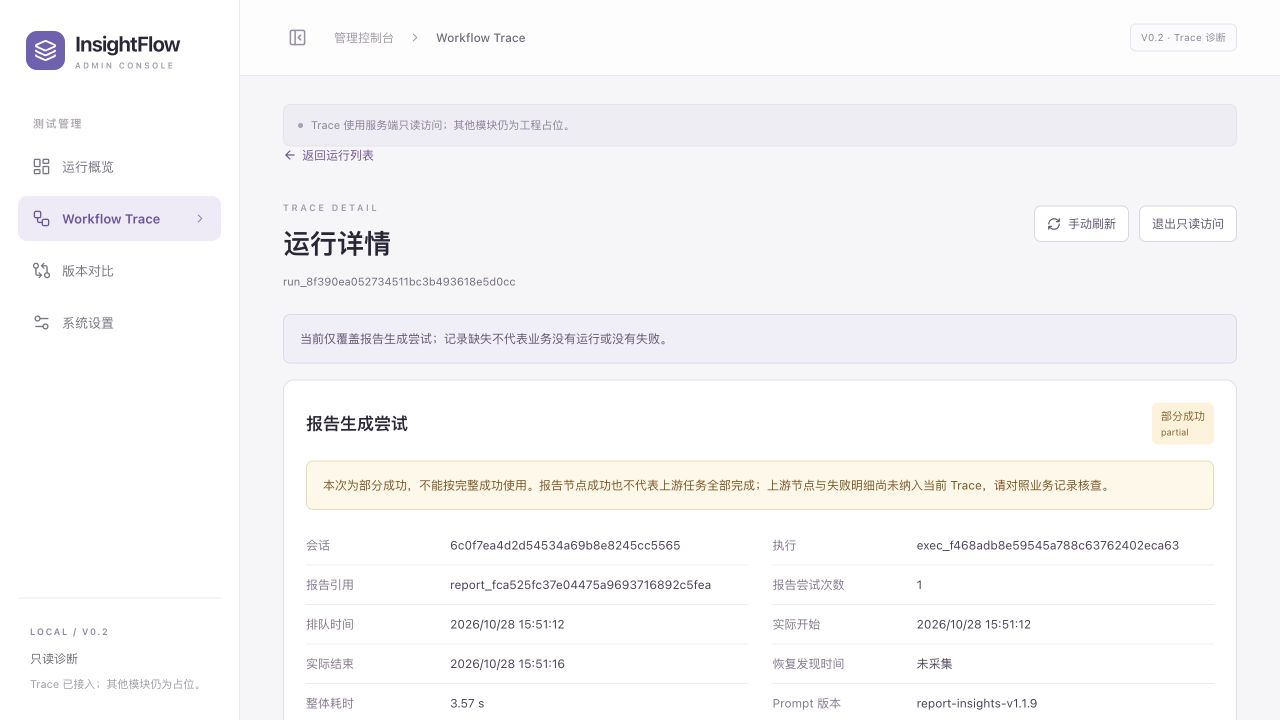 InsightFlow
ADMIN CONSOLE
测试管理
运行概览
Workflow Trace
版本对比
系统设置
LOCAL / V0.2
只读诊断
Trace 已接入；其他模块仍为占位。
管理控制台
Workflow Trace
V0.2 · Trace 诊断
Trace 使用服务端只读访问；其他模块仍为工程占位。
返回运行列表
TRACE DETAIL
运行详情
run_8f390ea052734511bc3b493618e5d0cc
手动刷新
退出只读访问
当前仅覆盖报告生成尝试；记录缺失不代表业务没有运行或没有失败。
报告生成尝试
部分成功
partial
本次为部分成功，不能按完整成功使用。报告节点成功也不代表上游任务全部完成；上游节点与失败明细尚未纳入当前 Trace，请对照业务记录核查。
会话 6c0f7ea4d2d54534a69b8e8245cc5565 执行 exec_f468adb8e59545a788c63762402eca63
报告引用 report_fca525fc37e04475a9693716892c5fea 报告尝试次数 1
排队时间 2026/10/28 15:51:12 实际开始 2026/10/28 15:51:12
实际结束 2026/10/28 15:51:16 恢复发现时间 未采集
整体耗时 3.57 s Prompt 版本 report-insights-v1.1.9